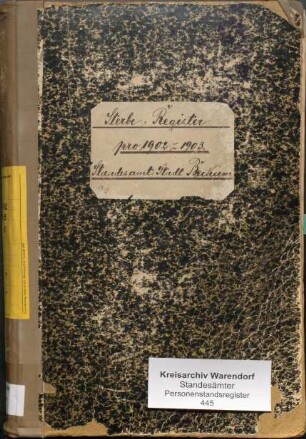 Sterbe-Register
pro 1902-1903.
Standesamt Stadt Beckum
Kreisarchiv Warendorf
Standesämter
Personenstandsregister
445